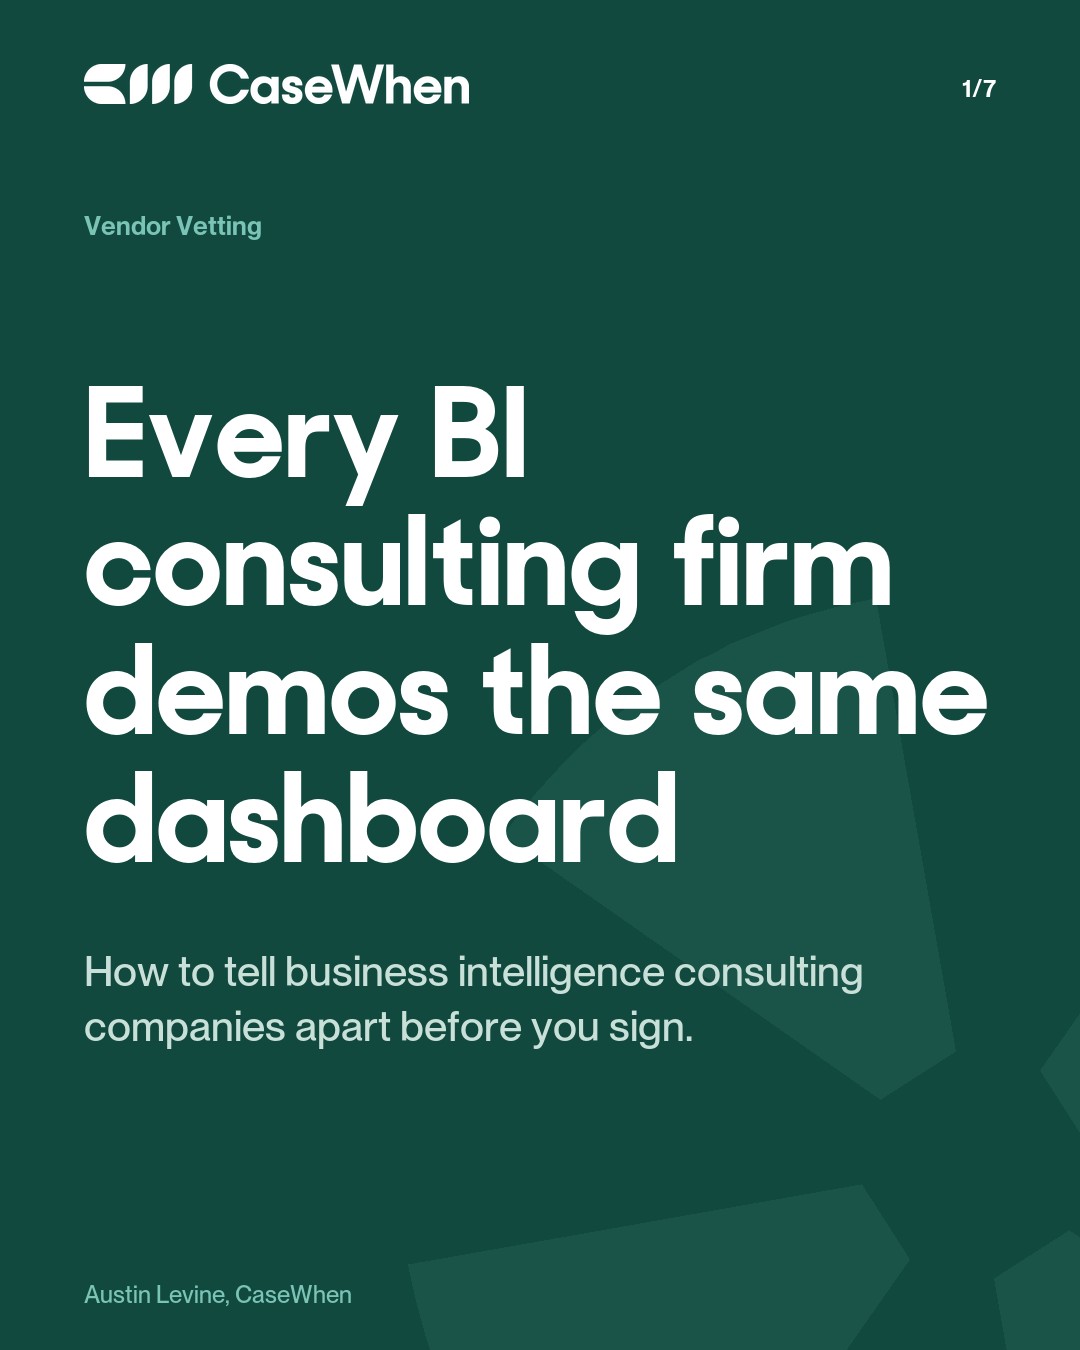 CaseWhen
1/7
Vendor Vetting
Every BI
consulting firm
demos the same
dashboard
How to tell business intelligence consulting
companies apart before you sign.
Austin Levine, CaseWhen